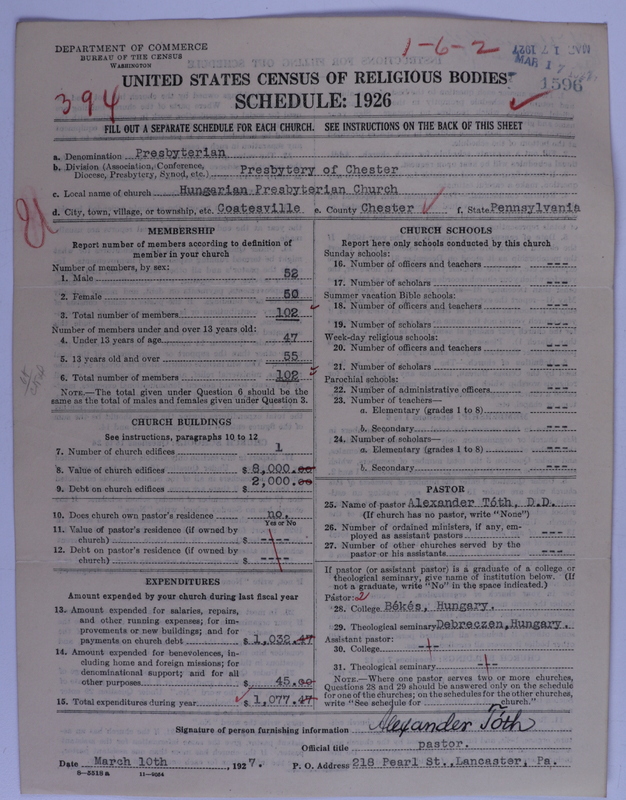 DEPARTMENT OF COMMERCE
BUREAU OF THE CENSUS
WASHINGTON
1-6-2
MAR 17
1596
394
UNITED STATES CENSUS OF RELIGIOUS BODIES
SCHEDULE: 1926
FILL OUT A SEPARATE SCHEDULE FOR EACH CHURCH. SEE INSTRUCTIONS ON THE BACK OF THIS SHEET
a. Denomination Presbyterian
b. Division (Association, Conference, Diocese, Presbytery, Synod, etc.) Presbytery of Chester
c. Local name of church Hungarian Presbyterian Church
d. City, town, village, or township, etc. Coatesville e. County Chester f. State Pennsylvania
MEMBERSHIP
Report number of members according to definition of
member in your church
Number of members, by sex:
1. Male 52
2. Female 50
3. Total number of members 102
Number of members under and over 13 years old:
4. Under 13 years of age 47
5. 13 years old and over 55
6. Total number of members 102
NOTE.—The total given under Question 6 should be
same as the total of males and females given under Question 3.
CHURCH BUILDINGS
See instructions, paragraphs 10 to 12
7. Number of church edifices 1
8. Value of church edifices $ 8,000.00
9. Debt on church edifices $ 2,000.00
10. Does church own pastor's residence no.
Yes or No
11. Value of pastor's residence (if owned by
church) $ ----
12. Debt on pastor's residence (if owned by
church) $ ----
EXPENDITURES
Amount expended by your church during last fiscal year
13. Amount expended for salaries, repairs,
and other running expenses; for im-
provements or new buildings; and for
payments on church debt $ 1,032.47
14. Amount expended for benevolences, in-
cluding home and foreign missions; for
denominational support; and for all
other purposes $ 45.00
15. Total expenditures during year $ 1,077.47
CHURCH SCHOOLS
Report here only schools conducted by this church
Sunday schools:
16. Number of officers and teachers ---
17. Number of scholars ---
Summer vacation Bible schools:
18. Number of officers and teachers ---
19. Number of scholars ---
Week-day religious schools:
20. Number of officers and teachers ---
21. Number of scholars ---
Parochial schools:
22. Number of administrative officers ---
23. Number of teachers—
a. Elementary (grades 1 to 8) ---
b. Secondary ---
24. Number of scholars—
a. Elementary (grades 1 to 8) ---
b. Secondary ---
PASTOR
25. Name of pastor Alexander Tóth, D.D.
(If church has no pastor, write "None")
26. Number of ordained ministers, if any, em-
ployed as assistant pastors ---
27. Number of other churches served by the
pastor or his assistants ---
If pastor (or assistant pastor) is a graduate of a college or
theological seminary, give name of institution below. (If
not a graduate, write "No" in the space indicated.)
Pastor: 2
28. College Békés, Hungary.
29. Theological seminary Debreczen, Hungary.
Assistant pastor:
30. College ---
31. Theological seminary ---
NOTE.—Where one pastor serves two or more churches,
Questions 28 and 29 should be answered only on the schedule
for one of the churches; on the schedules for the other churches,
write "See schedule for church."
Signature of person furnishing information Alexander Tóth
Official title pastor.
Date March 10th, 1927. P. O. Address 218 Pearl St., Lancaster, Pa.
8—5518 a 11—9064